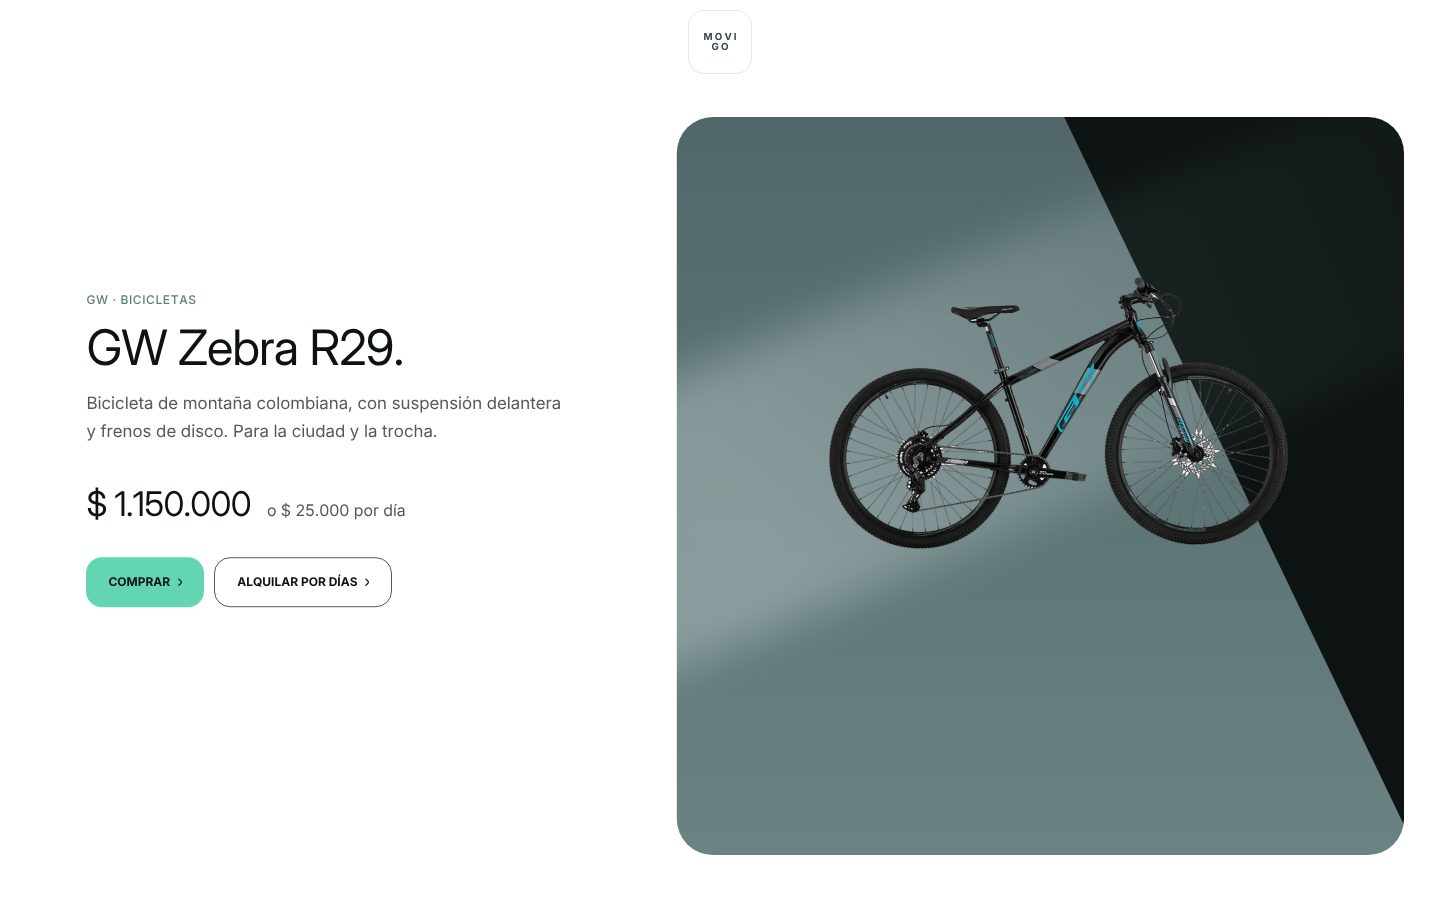 MOVI
GO
GW · BICICLETAS
GW Zebra R29.
Bicicleta de montaña colombiana, con suspensión delantera
y frenos de disco. Para la ciudad y la trocha.
$ 1.150.000 o $ 25.000 por día
COMPRAR › ALQUILAR POR DÍAS ›
GW